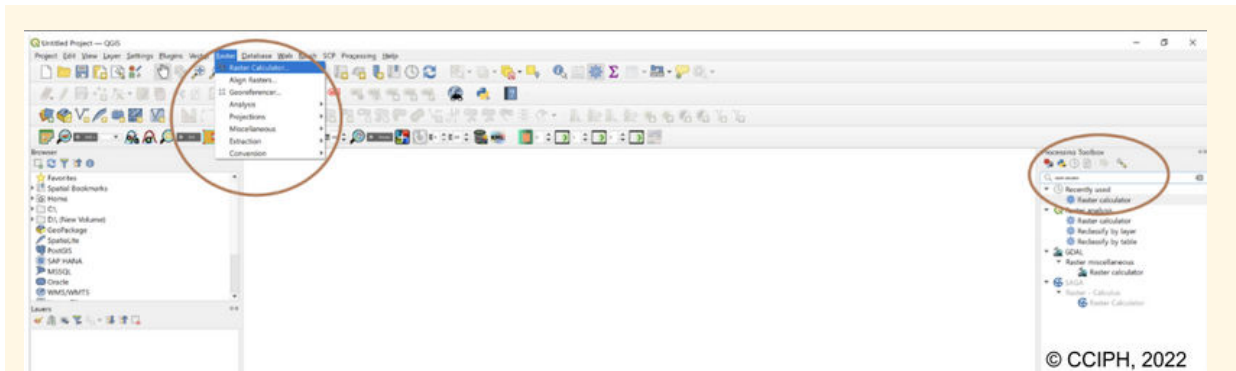 Untitled Project — QGIS
Project Edit View Layer Settings Plugins Vector Raster Database Web Mesh SCP Processing Help
Raster Calculator...
Align Rasters...
Georeferencer...
Analysis
Projections
Miscellaneous
Extraction
Conversion
Browser
Favorites
Spatial Bookmarks
Home
C:\
D:\ (New Volume)
GeoPackage
SpatiaLite
PostGIS
SAP HANA
MSSQL
Oracle
WMS/WMTS
Layers
Processing Toolbox
Recently used
Raster calculator
Raster analysis
Raster calculator
Reclassify by layer
Reclassify by table
GDAL
Raster miscellaneous
Raster calculator
SAGA
Raster - Calculus
Raster Calculator
© CCIPH, 2022